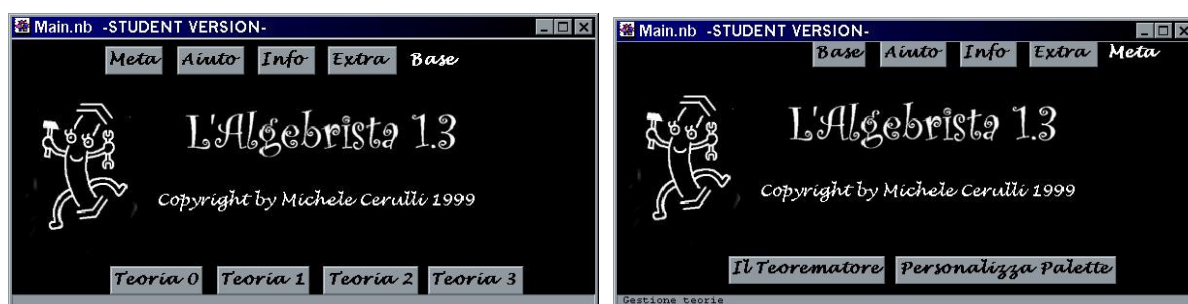 Main.nb -STUDENT VERSION-
Meta Aiuto Info Extra Base
L'Algebrista 1.3
Copyright by Michele Cerulli 1999
Teoria 0 Teoria 1 Teoria 2 Teoria 3
Main.nb -STUDENT VERSION-
Base Aiuto Info Extra Meta
L'Algebrista 1.3
Copyright by Michele Cerulli 1999
Il Teorematore Personalizza Palette
Gestione teorie